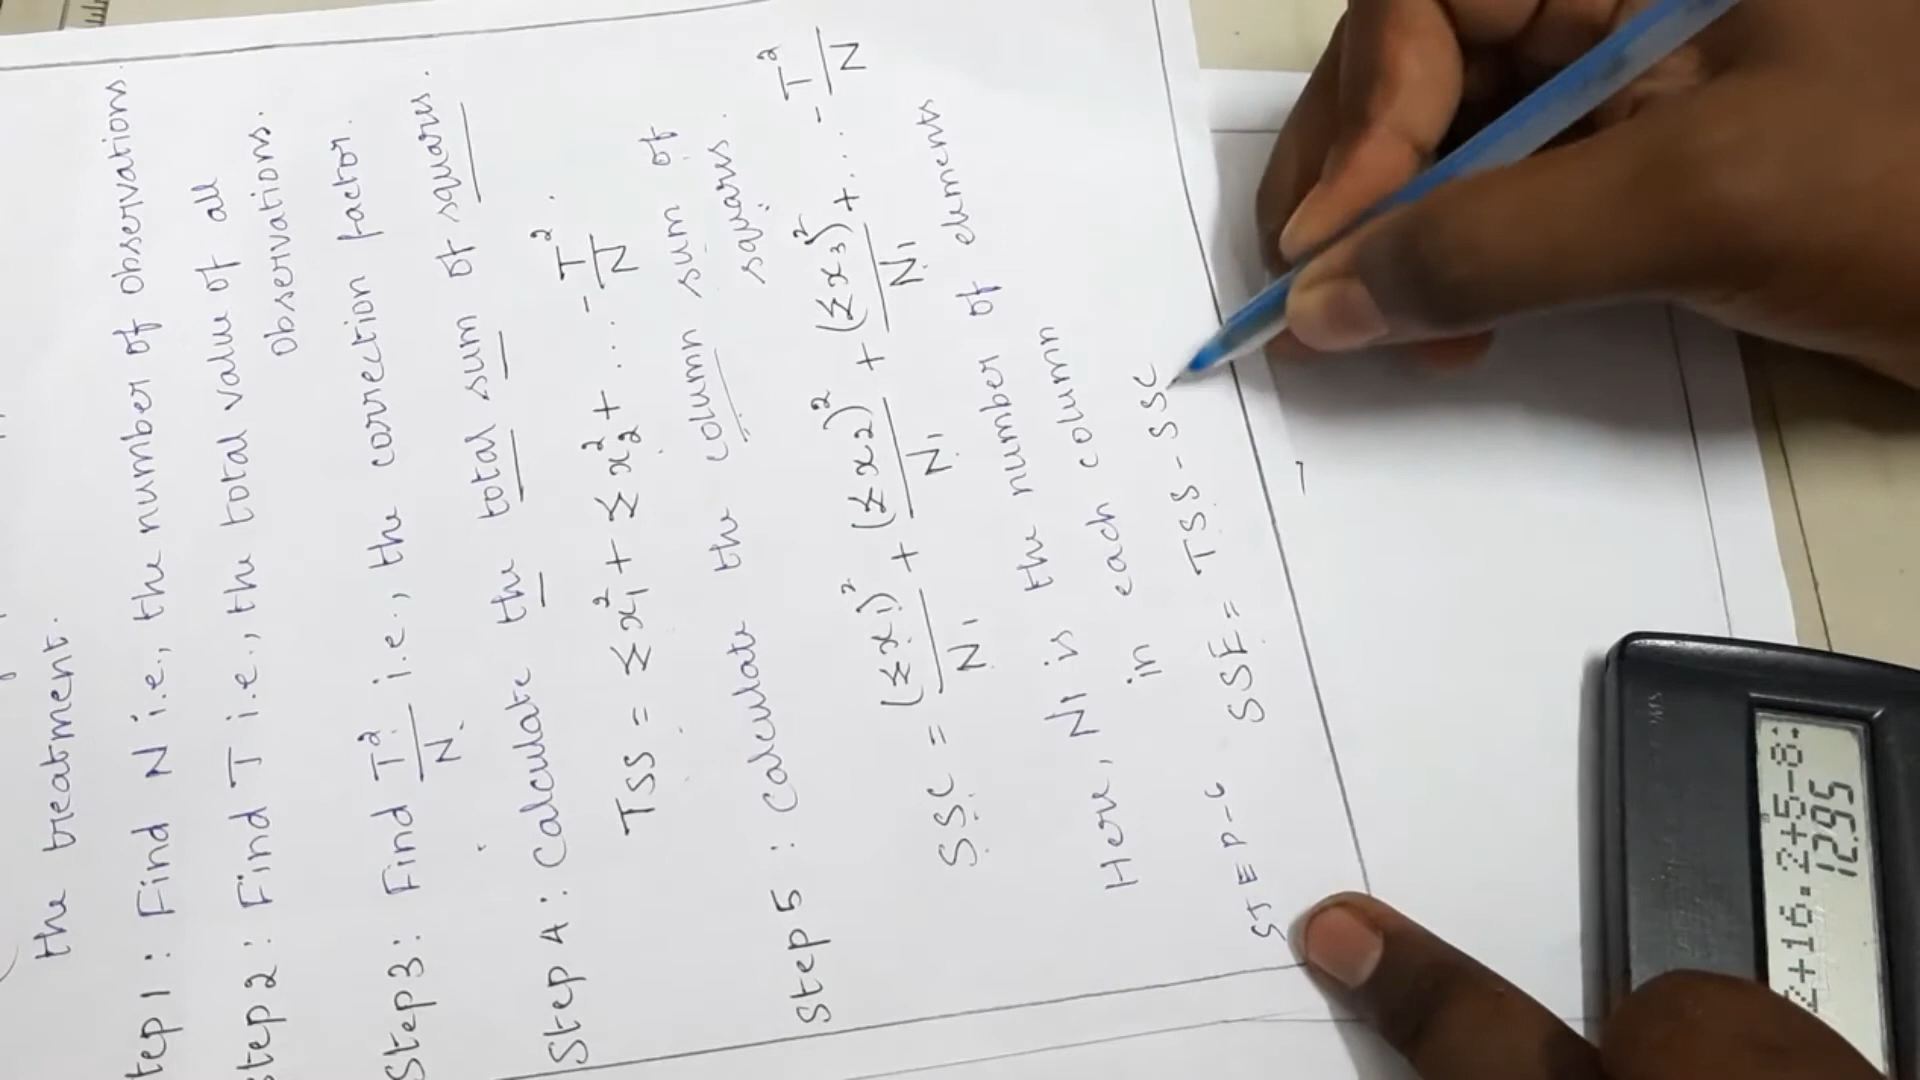 the treatment.
tep 1 : Find N i.e., the number of observations.
step 2 : Find T i.e., the total value of all
observations.
Step3 : Find T²/N i.e., the correction factor.
Step 4 : Calculate the total sum of squares.
TSS = Σx₁² + Σx₂² + ... - T²/N.
Step 5 : Calculate the column sum of
squares.
SSC = (Σx₁)²/N₁ + (Σx₂)²/N₁ + (Σx₃)²/N₁ + ... - T²/N
Here, N₁ is the number of elements
in each column
STEP-6 SSE = TSS - SSC
2+16.2+5-8.
12.95